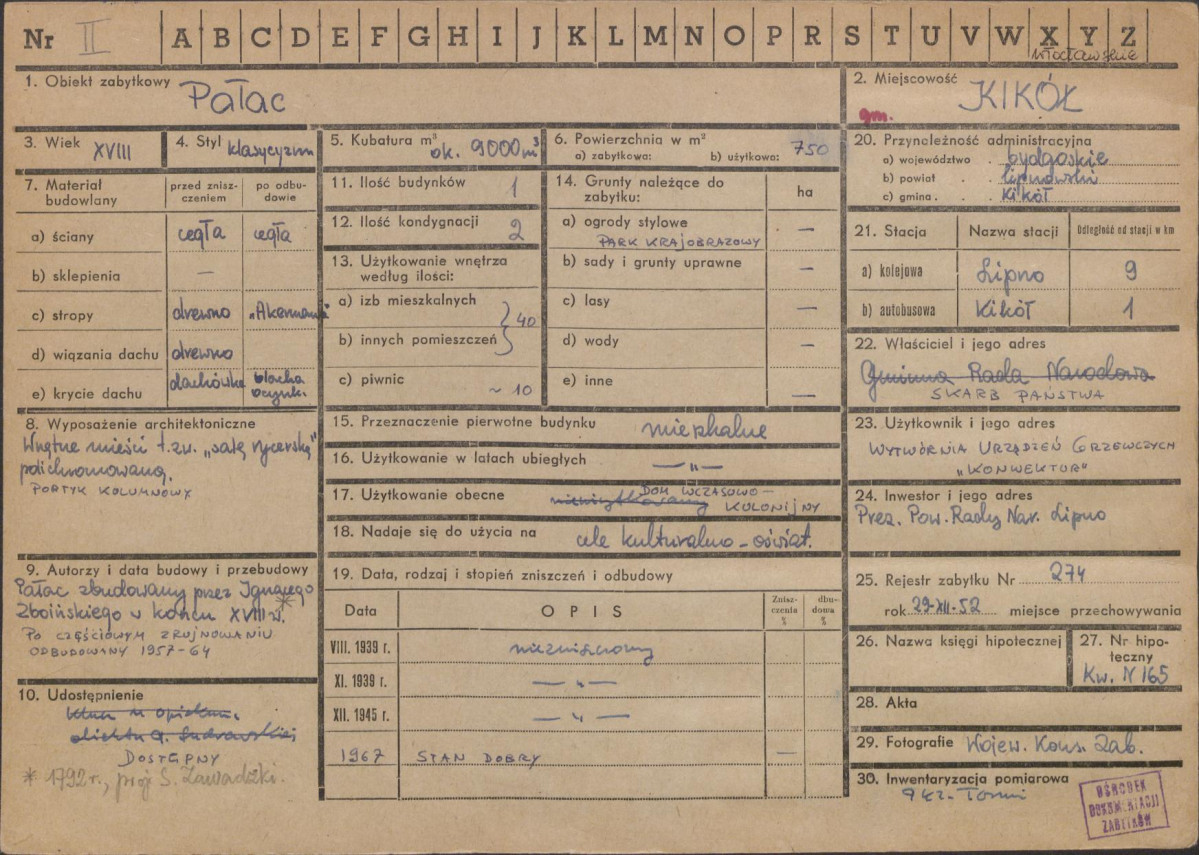 Nr II A B C D E F G H I J K L M N O P R S T U V W X Y Z
Włocławskie
1. Obiekt zabytkowy
Pałac
2. Miejscowość
gm. KIKÓŁ
3. Wiek XVIII
4. Styl klasycyzm
5. Kubatura m³ ok. 9000 m³
6. Powierzchnia w m²
a) zabytkowa: b) użytkowa: 750
20. Przynależność administracyjna
a) województwo . bydgoskie
b) powiat . . lipnowski
c) gmina . . Kikół
7. Materiał budowlany
przed zniszczeniem
po odbudowie
a) ściany cegła cegła
b) sklepienia —
c) stropy drewno „Akermana"
d) wiązania dachu drewno
e) krycie dachu dachówka blacha ocynk.
11. Ilość budynków 1
12. Ilość kondygnacji 2
13. Użytkowanie wnętrza
według ilości:
a) izb mieszkalnych
b) innych pomieszczeń } 40
c) piwnic ~ 10
14. Grunty należące do
zabytku: ha
a) ogrody stylowe —
PARK KRAJOBRAZOWY
b) sady i grunty uprawne —
c) lasy —
d) wody —
e) inne —
21. Stacja Nazwa stacji Odległość od stacji w km
a) kolejowa Lipno 9
b) autobusowa Kikół 1
22. Właściciel i jego adres
Gminna Rada Narodowa
SKARB PAŃSTWA
8. Wyposażenie architektoniczne
Wnętrze mieści t.zw. „salę rycerską"
polichromowaną.
PORTYK KOLUMNOWY
15. Przeznaczenie pierwotne budynku mieszkalne
16. Użytkowanie w latach ubiegłych — „ —
17. Użytkowanie obecne nieużytkowany DOM WCZASOWO –
KOLONIJNY
18. Nadaje się do użycia na cele kulturalno – oświat.
23. Użytkownik i jego adres
WYTWÓRNIA URZĄDZEŃ GRZEWCZYCH
„KONWEKTOR"
24. Inwestor i jego adres
Prez. Pow. Rady Nar. Lipno
9. Autorzy i data budowy i przebudowy
Pałac zbudowany przez Ignacego
Zboińskiego w końcu XVIII w.*
PO CZĘŚCIOWYM ZRUJNOWANIU
ODBUDOWANY 1957-64
19. Data, rodzaj i stopień zniszczeń i odbudowy
Data OPIS Zniszczenia % dbudowa %
VIII. 1939 r. niezniszczony
XI. 1939 r. — „ —
XII. 1945 r. — „ —
1967 STAN DOBRY —
25. Rejestr zabytku Nr 274
rok 29-XII-52 miejsce przechowywania
26. Nazwa księgi hipotecznej
27. Nr hipoteczny
Kw. N 165
28. Akta
29. Fotografie Wojew. Kons. Zab.
30. Inwentaryzacja pomiarowa
PKZ – Toruń
10. Udostępnienie
Klucz u
DOSTĘPNY
* 1792 r., proj S. Zawadzki.
OŚRODEK
DOKUMENTACJI
ZABYTKÓW